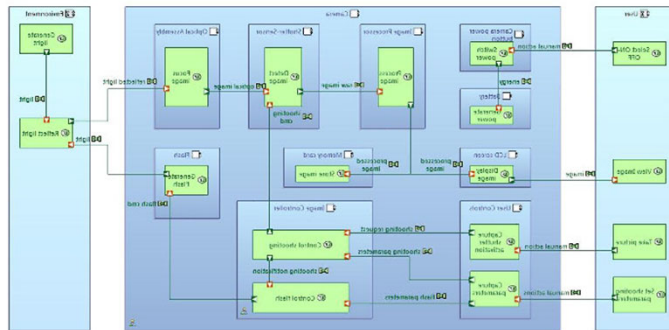 Environment
Generate
light
light
Reflect light
reflected light
light
Camera
Optical Assembly
Focus
image
optical image
Shutter-Sensor
Detect
image
raw image
shooting
cmd
Image Processor
Process
image
Camera power
button
Switch
power
manual action
energy
Battery
Generate
power
Flash
Generate
Flash
flash cmd
Memory card
Store image
processed
image
processed
image
LCD screen
Display
image
image
Image Controller
Control shooting
shooting request
shooting parameters
shooting notification
Control flash
flash parameters
User Controls
Capture
shutter
activation
manual action
Capture
parameters
manual actions
User
Select ON-
OFF
View image
Take picture
Set shooting
parameters